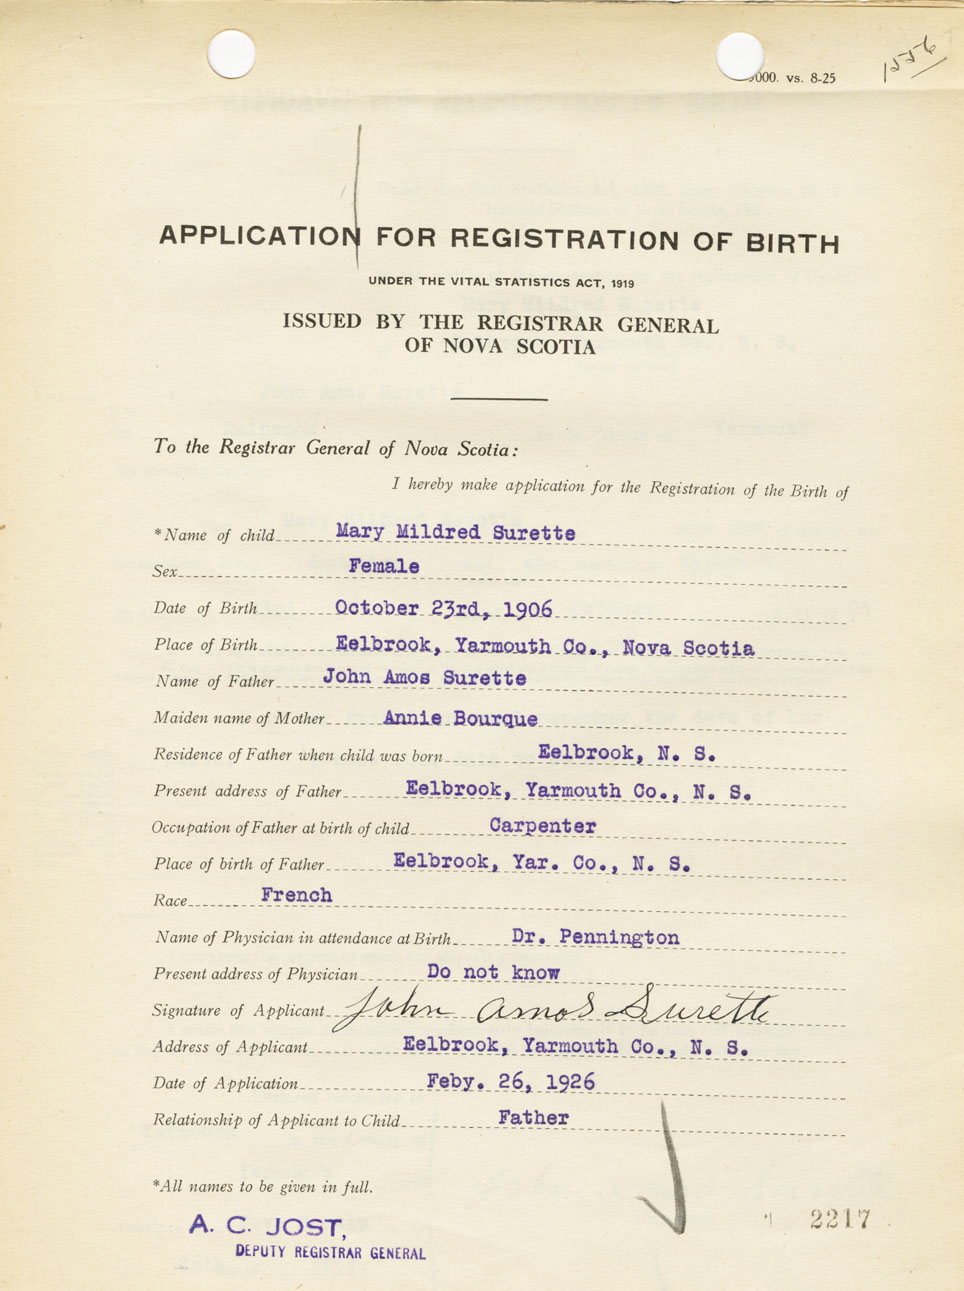 000. vs. 8-25
1226
APPLICATION FOR REGISTRATION OF BIRTH
UNDER THE VITAL STATISTICS ACT, 1919
ISSUED BY THE REGISTRAR GENERAL
OF NOVA SCOTIA
To the Registrar General of Nova Scotia:
I hereby make application for the Registration of the Birth of
*Name of child Mary Mildred Surette
Sex Female
Date of Birth October 23rd, 1906
Place of Birth Eelbrook, Yarmouth Co., Nova Scotia
Name of Father John Amos Surette
Maiden name of Mother Annie Bourque
Residence of Father when child was born Eelbrook, N. S.
Present address of Father Eelbrook, Yarmouth Co., N. S.
Occupation of Father at birth of child Carpenter
Place of birth of Father Eelbrook, Yar. Co., N. S.
Race French
Name of Physician in attendance at Birth Dr. Pennington
Present address of Physician Do not know
Signature of Applicant John Amos Surette
Address of Applicant Eelbrook, Yarmouth Co., N. S.
Date of Application Feby. 26, 1926
Relationship of Applicant to Child Father
*All names to be given in full.
A. C. JOST,
DEPUTY REGISTRAR GENERAL
2217